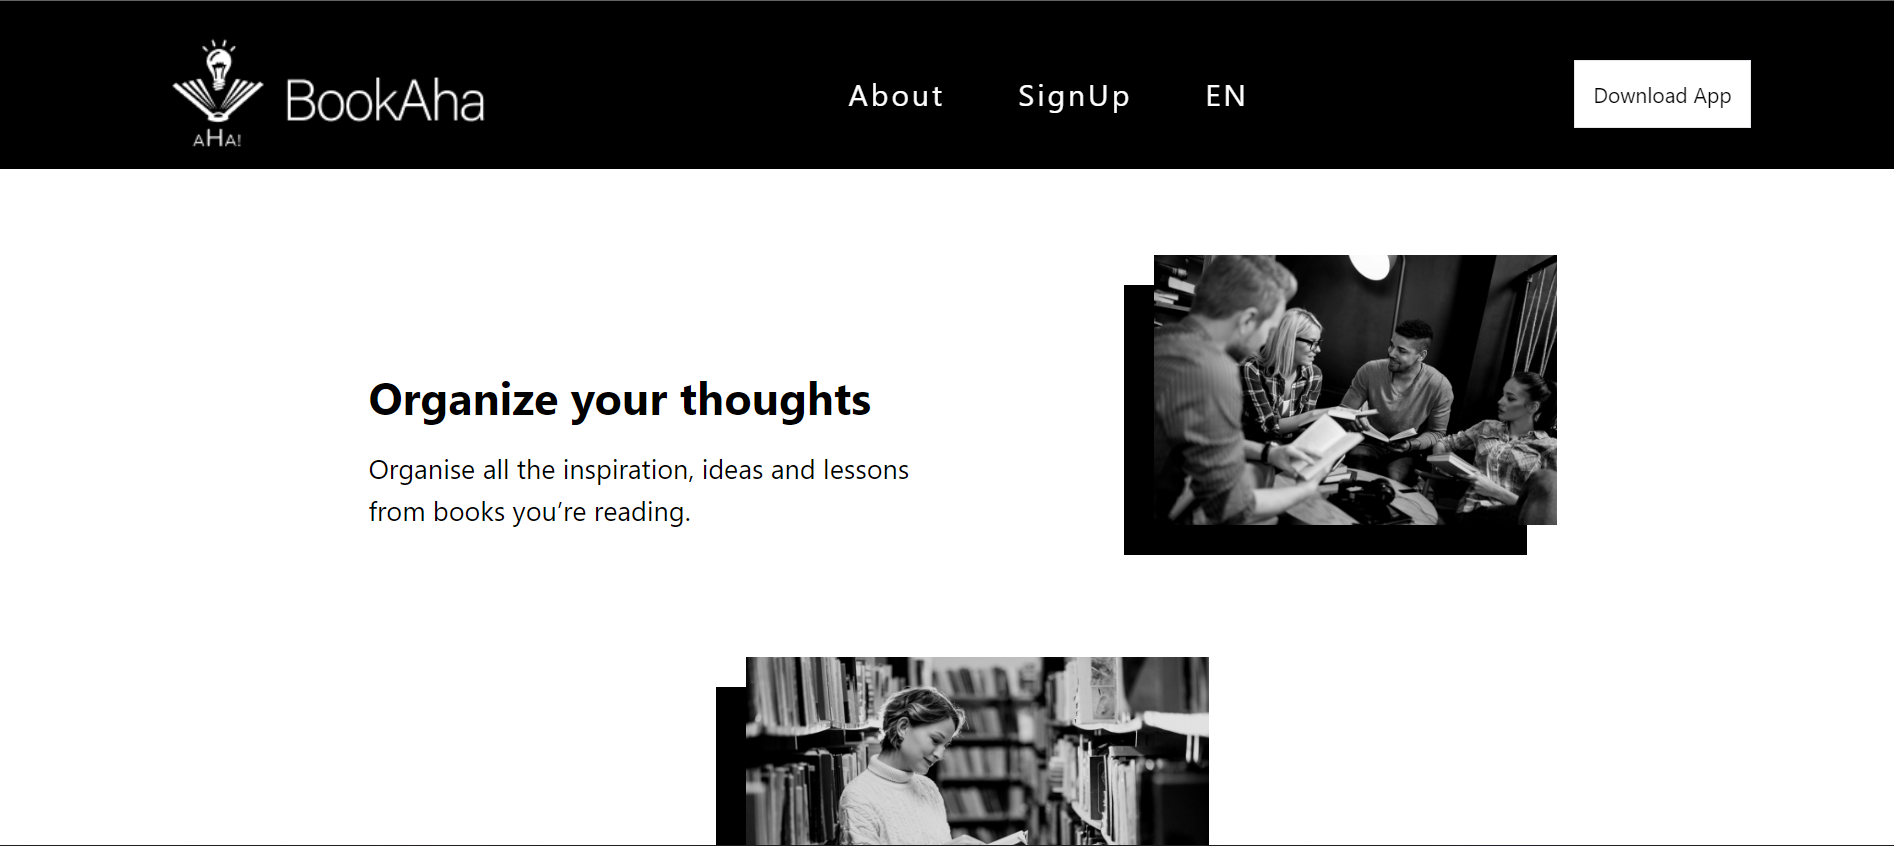 AHA!
BookAha
About
SignUp
EN
Download App
Organize your thoughts
Organise all the inspiration, ideas and lessons
from books you’re reading.